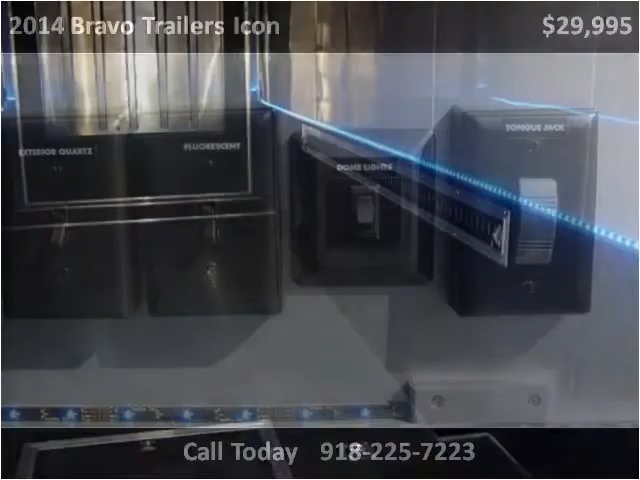 2014 Bravo Trailers Icon $29,995
TONGUE JACK
EXTERIOR QUARTZ FLUORESCENT
DOME LIGHTS
Call Today 918-225-7223